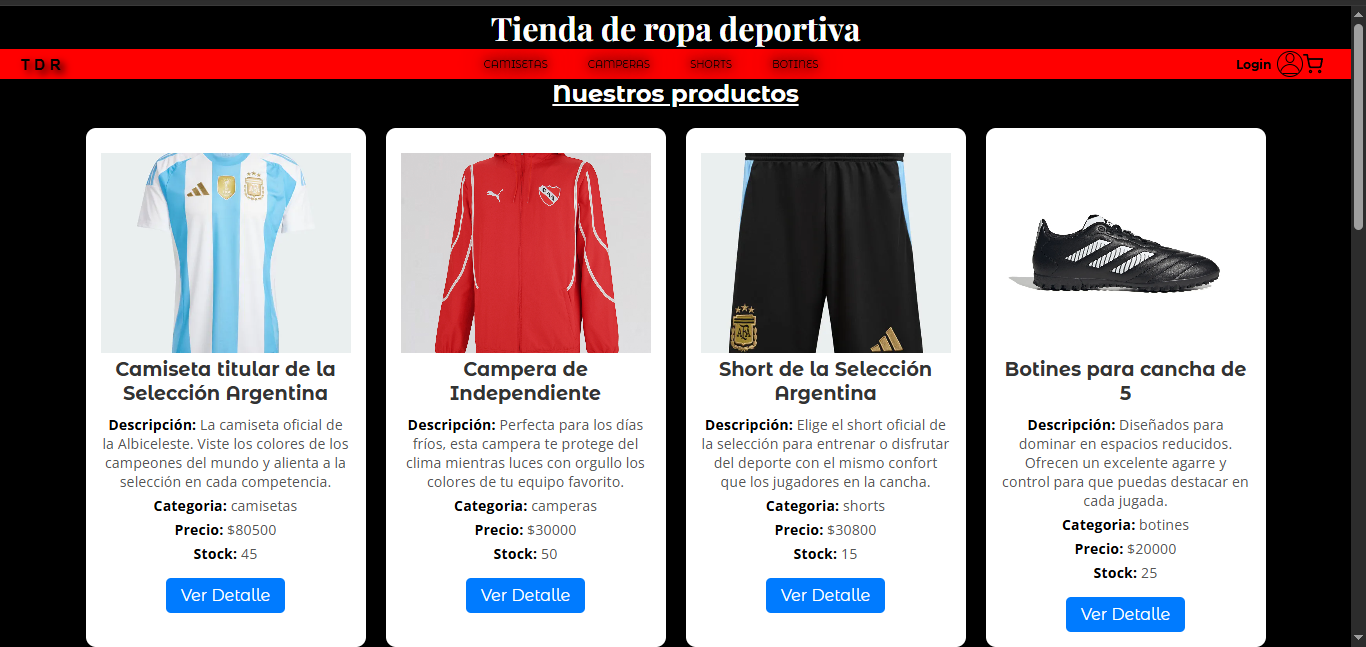 Tienda de ropa deportiva
TDR
CAMISETAS CAMPERAS SHORTS BOTINES
Login
Nuestros productos
Camiseta titular de la
Selección Argentina
Descripción: La camiseta oficial de
la Albiceleste. Viste los colores de los
campeones del mundo y alienta a la
selección en cada competencia.
Categoria: camisetas
Precio: $80500
Stock: 45
Ver Detalle
Campera de
Independiente
Descripción: Perfecta para los días
fríos, esta campera te protege del
clima mientras luces con orgullo los
colores de tu equipo favorito.
Categoria: camperas
Precio: $30000
Stock: 50
Ver Detalle
Short de la Selección
Argentina
Descripción: Elige el short oficial de
la selección para entrenar o disfrutar
del deporte con el mismo confort
que los jugadores en la cancha.
Categoria: shorts
Precio: $30800
Stock: 15
Ver Detalle
Botines para cancha de
5
Descripción: Diseñados para
dominar en espacios reducidos.
Ofrecen un excelente agarre y
control para que puedas destacar en
cada jugada.
Categoria: botines
Precio: $20000
Stock: 25
Ver Detalle